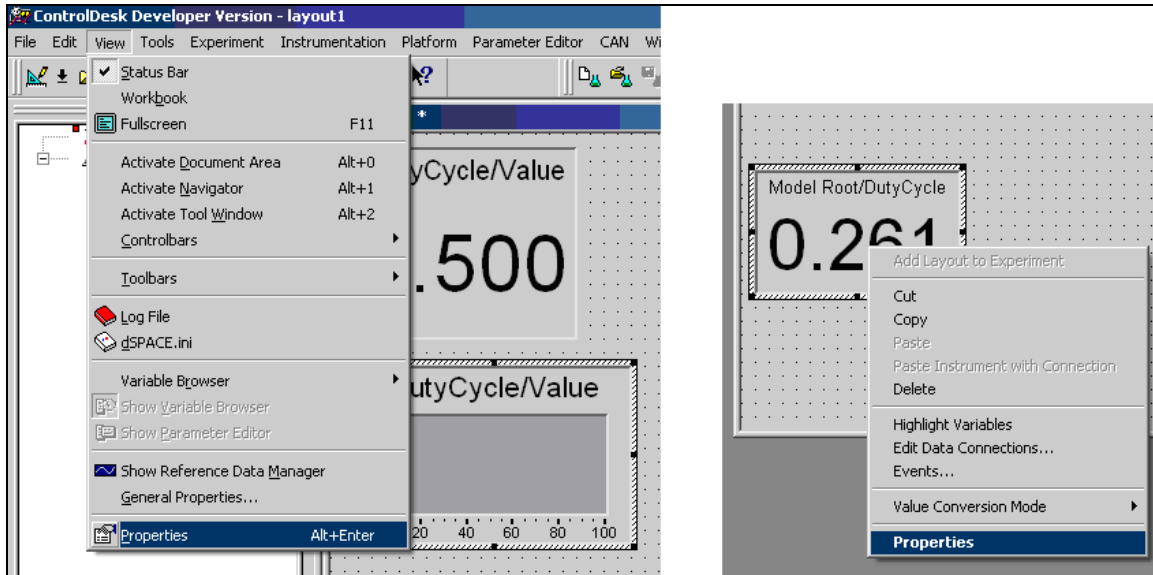 ControlDesk Developer Version - layout1
File Edit View Tools Experiment Instrumentation Platform Parameter Editor CAN
Status Bar
Workbook
Fullscreen F11
Activate Document Area Alt+0
Activate Navigator Alt+1
Activate Tool Window Alt+2
Controlbars
Toolbars
Log File
dSPACE.ini
Variable Browser
Show Variable Browser
Show Parameter Editor
Show Reference Data Manager
General Properties...
Properties Alt+Enter
*
yCycle/Value
.500
utyCycle/Value
20 40 60 80 100
Model Root/DutyCycle
0.261
Add Layout to Experiment
Cut
Copy
Paste
Paste Instrument with Connection
Delete
Highlight Variables
Edit Data Connections...
Events...
Value Conversion Mode
Properties